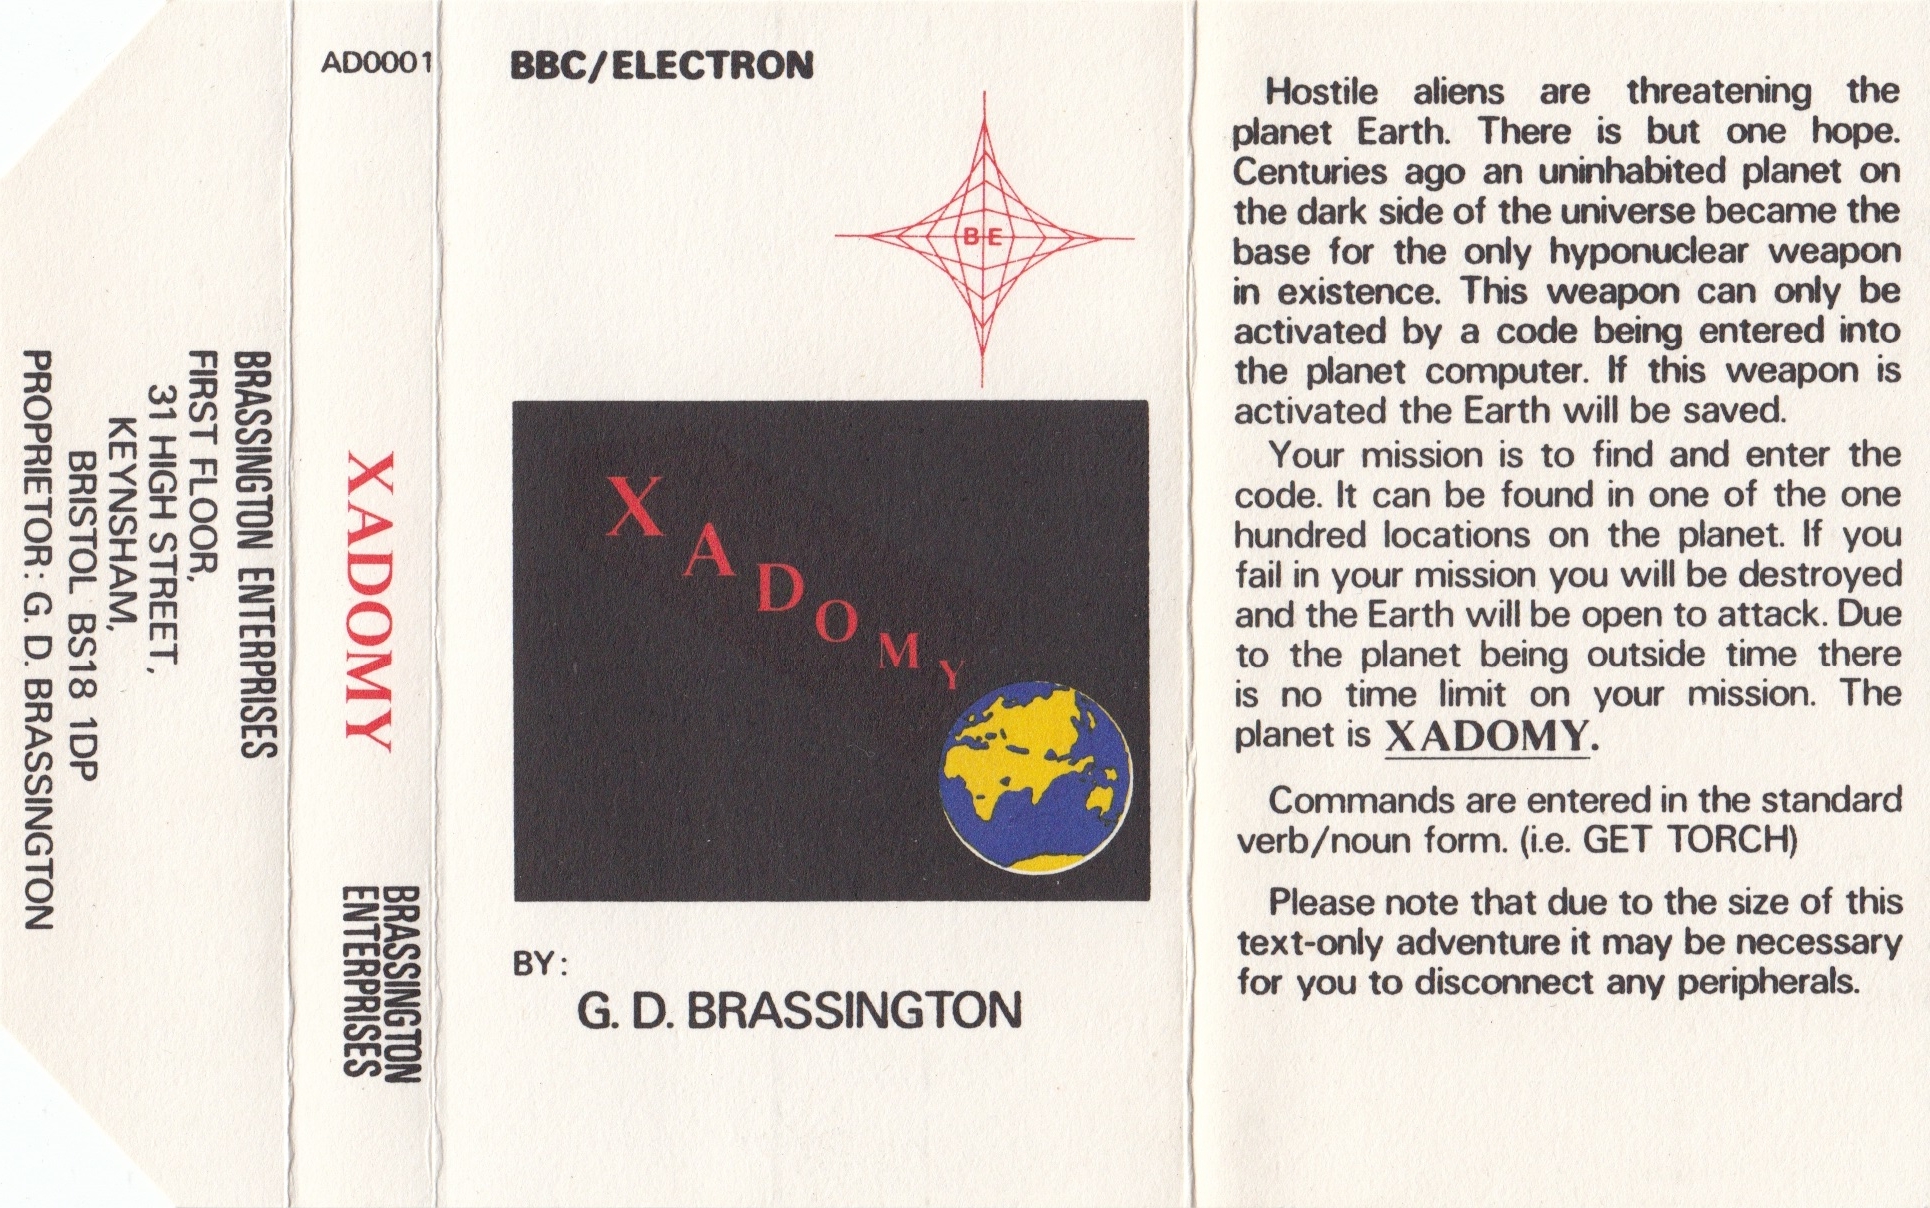 BRASSINGTON ENTERPRISES
FIRST FLOOR,
31 HIGH STREET,
KEYNSHAM,
BRISTOL BS18 1DP
PROPRIETOR: G. D. BRASSINGTON
AD0001
XADOMY
BRASSINGTON
ENTERPRISES
BBC/ELECTRON
BE
XADOMY
BY:
G. D. BRASSINGTON
Hostile aliens are threatening the
planet Earth. There is but one hope.
Centuries ago an uninhabited planet on
the dark side of the universe became the
base for the only hyponuclear weapon
in existence. This weapon can only be
activated by a code being entered into
the planet computer. If this weapon is
activated the Earth will be saved.
Your mission is to find and enter the
code. It can be found in one of the one
hundred locations on the planet. If you
fail in your mission you will be destroyed
and the Earth will be open to attack. Due
to the planet being outside time there
is no time limit on your mission. The
planet is XADOMY.
Commands are entered in the standard
verb/noun form. (i.e. GET TORCH)
Please note that due to the size of this
text-only adventure it may be necessary
for you to disconnect any peripherals.